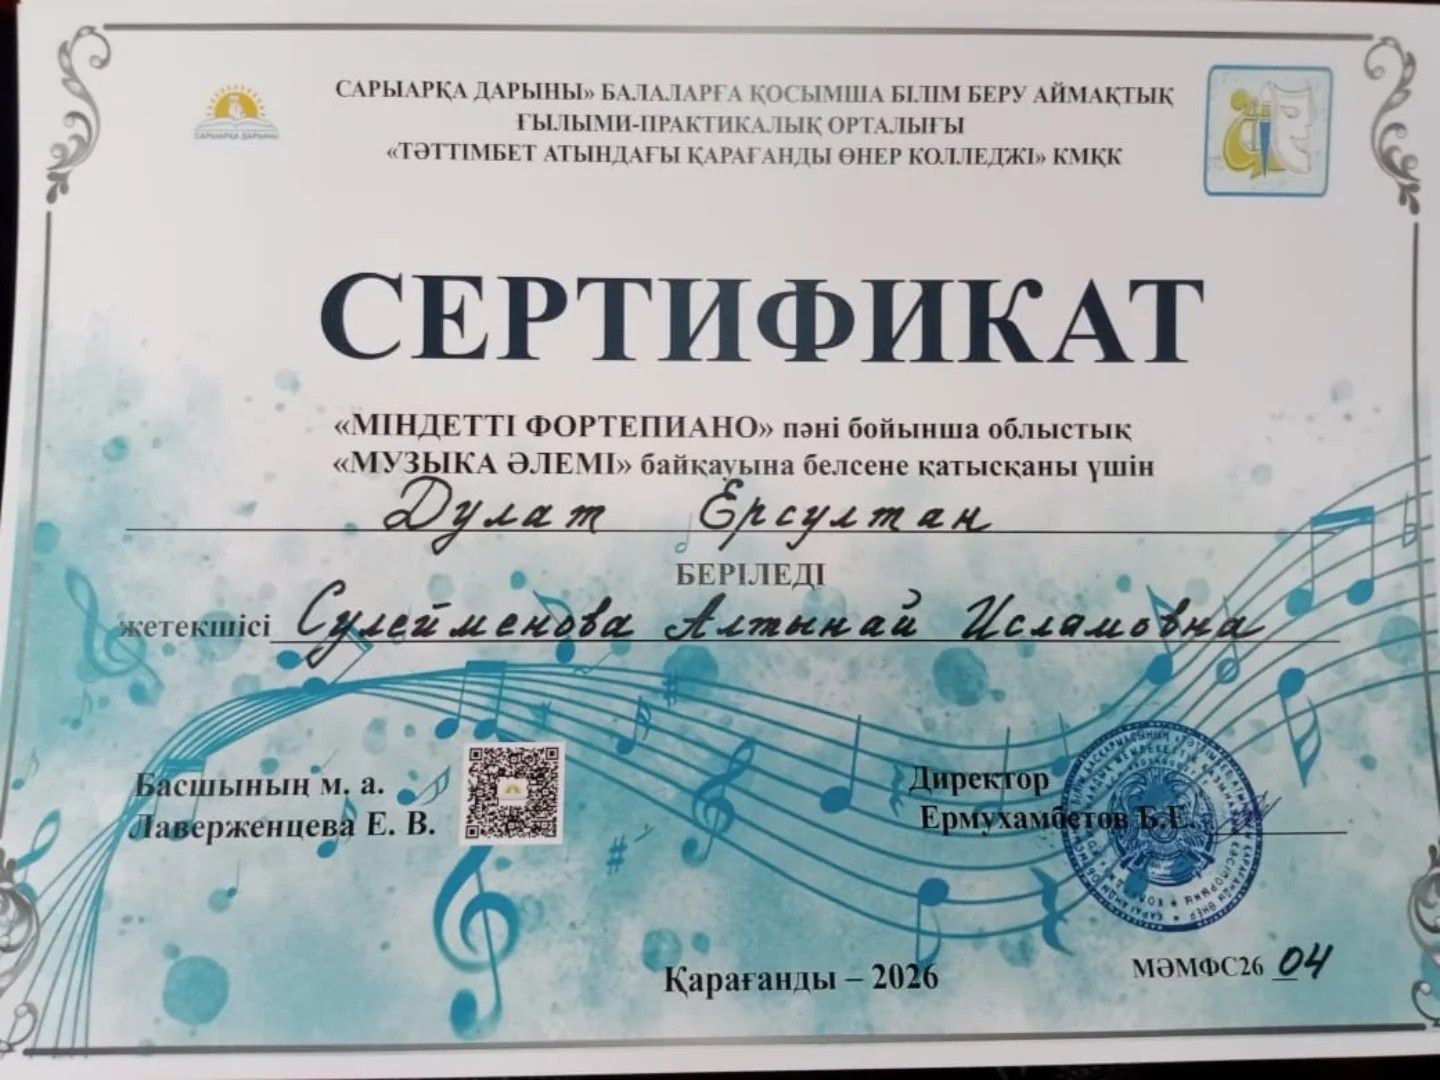 САРЫАРҚА ДАРЫНЫ» БАЛАЛАРҒА ҚОСЫМША БІЛІМ БЕРУ АЙМАҚТЫҚ
ҒЫЛЫМИ-ПРАКТИКАЛЫҚ ОРТАЛЫҒЫ
«ТӘТТІМБЕТ АТЫНДАҒЫ ҚАРАҒАНДЫ ӨНЕР КОЛЛЕДЖІ» КМҚК
САРЫАРҚА ДАРЫНЫ
СЕРТИФИКАТ
«МІНДЕТТІ ФОРТЕПИАНО» пәні бойынша облыстық
«МУЗЫКА ӘЛЕМІ» байқауына белсене қатысқаны үшін
Дулат Ерсултан
БЕРІЛЕДІ
жетекшісі Сулейменова Алтынай Исламовна
Басшының м. а.
Лаверженцева Е. В.
Директор
Ермухамбетов Б.Е.
МӘМФС26 04
Қарағанды – 2026